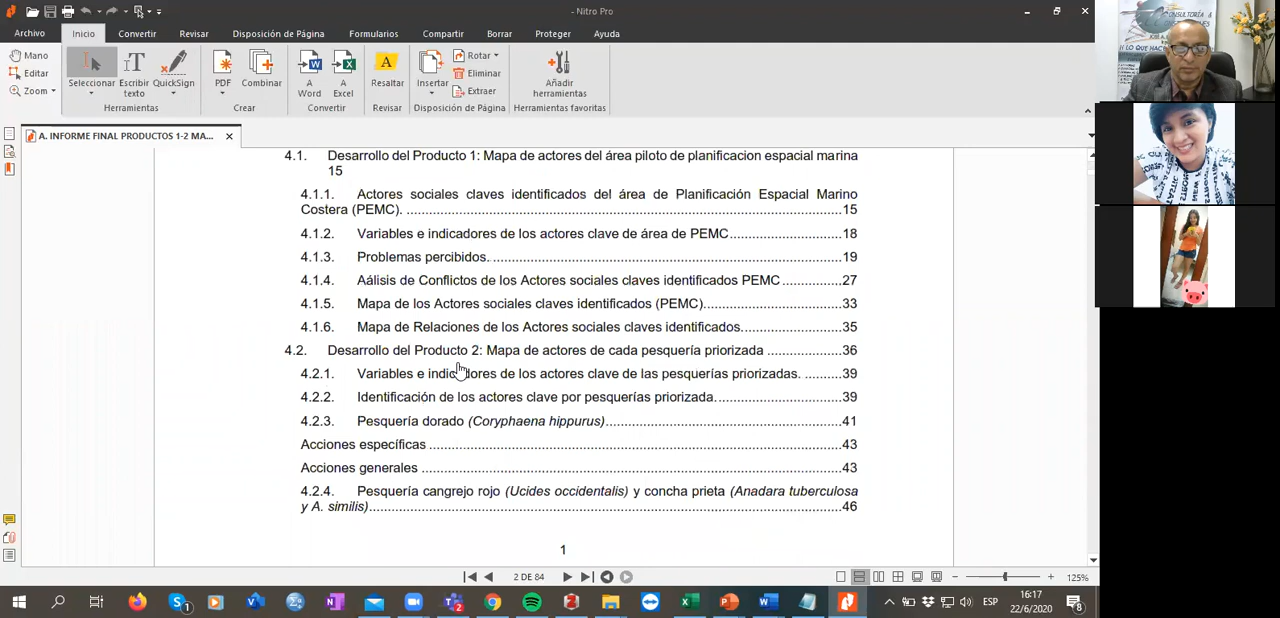 - Nitro Pro
Archivo Inicio Convertir Revisar Disposición de Página Formularios Compartir Borrar Proteger Ayuda
Mano
Editar
Zoom
Seleccionar
Escribir texto
QuickSign
Herramientas
PDF
Combinar
Crear
A Word
A Excel
Convertir
Resaltar
Revisar
Insertar
Rotar
Eliminar
Extraer
Disposición de Página
Añadir herramientas
Herramientas favoritas
A. INFORME FINAL PRODUCTOS 1-2 MA...
4.1. Desarrollo del Producto 1: Mapa de actores del área piloto de planificacion espacial marina
15
4.1.1. Actores sociales claves identificados del área de Planificación Espacial Marino
Costera (PEMC). ....................15
4.1.2. Variables e indicadores de los actores clave de área de PEMC....................18
4.1.3. Problemas percibidos....................19
4.1.4. Aálisis de Conflictos de los Actores sociales claves identificados PEMC ....................27
4.1.5. Mapa de los Actores sociales claves identificados (PEMC)....................33
4.1.6. Mapa de Relaciones de los Actores sociales claves identificados....................35
4.2. Desarrollo del Producto 2: Mapa de actores de cada pesquería priorizada ....................36
4.2.1. Variables e indicadores de los actores clave de las pesquerías priorizadas. ....................39
4.2.2. Identificación de los actores clave por pesquerías priorizada....................39
4.2.3. Pesquería dorado (Coryphaena hippurus)....................41
Acciones específicas ....................43
Acciones generales ....................43
4.2.4. Pesquería cangrejo rojo (Ucides occidentalis) y concha prieta (Anadara tuberculosa
y A. similis)....................46
1
2 DE 84
125%
ESP
16:17
22/6/2020
CONSULTORÍA &